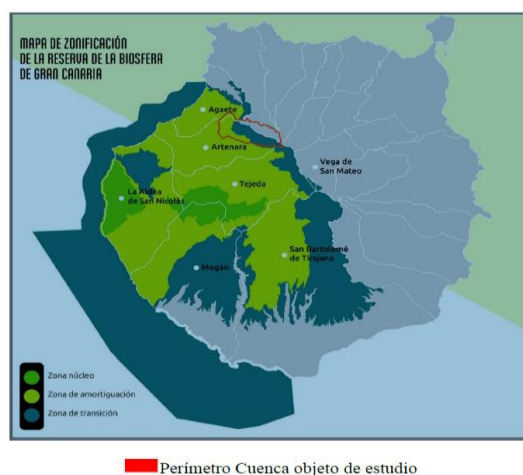 MAPA DE ZONIFICACIÓN
DE LA RESERVA DE LA BIOSFERA
DE GRAN CANARIA
Agaete
Artenara
Vega de
San Mateo
Tejeda
La Aldea
de San Nicolás
San Bartolomé
de Tirajana
Mogán
Zona núcleo
Zona de amortiguación
Zona de transición
Perímetro Cuenca objeto de estudio